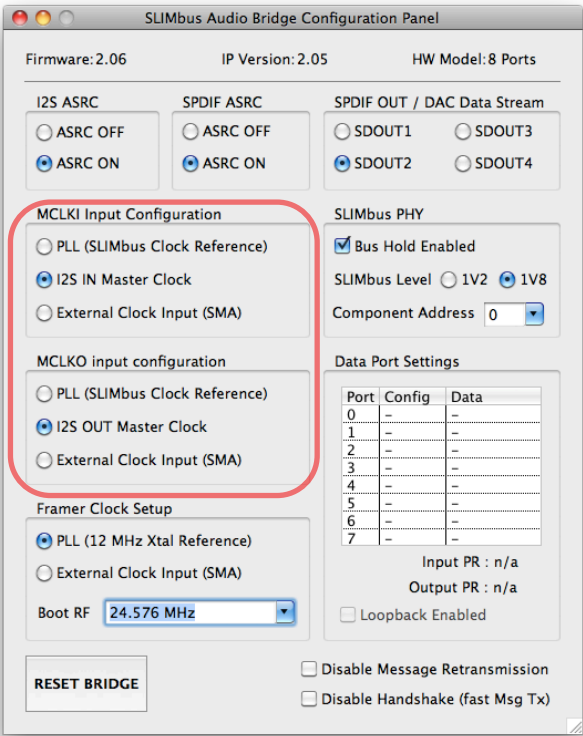 SLIMbus Audio Bridge Configuration Panel
Firmware:2.06 IP Version:2.05 HW Model:8 Ports
I2S ASRC SPDIF ASRC SPDIF OUT / DAC Data Stream
ASRC OFF ASRC OFF SDOUT1 SDOUT3
ASRC ON ASRC ON SDOUT2 SDOUT4
MCLKI Input Configuration
PLL (SLIMbus Clock Reference)
I2S IN Master Clock
External Clock Input (SMA)
SLIMbus PHY
Bus Hold Enabled
SLIMbus Level 1V2 1V8
Component Address 0
MCLKO input configuration
PLL (SLIMbus Clock Reference)
I2S OUT Master Clock
External Clock Input (SMA)
Data Port Settings
Port Config Data
0 – –
1 – –
2 – –
3 – –
4 – –
5 – –
6 – –
7 – –
Input PR : n/a
Output PR : n/a
Loopback Enabled
Framer Clock Setup
PLL (12 MHz Xtal Reference)
External Clock Input (SMA)
Boot RF 24.576 MHz
RESET BRIDGE
Disable Message Retransmission
Disable Handshake (fast Msg Tx)